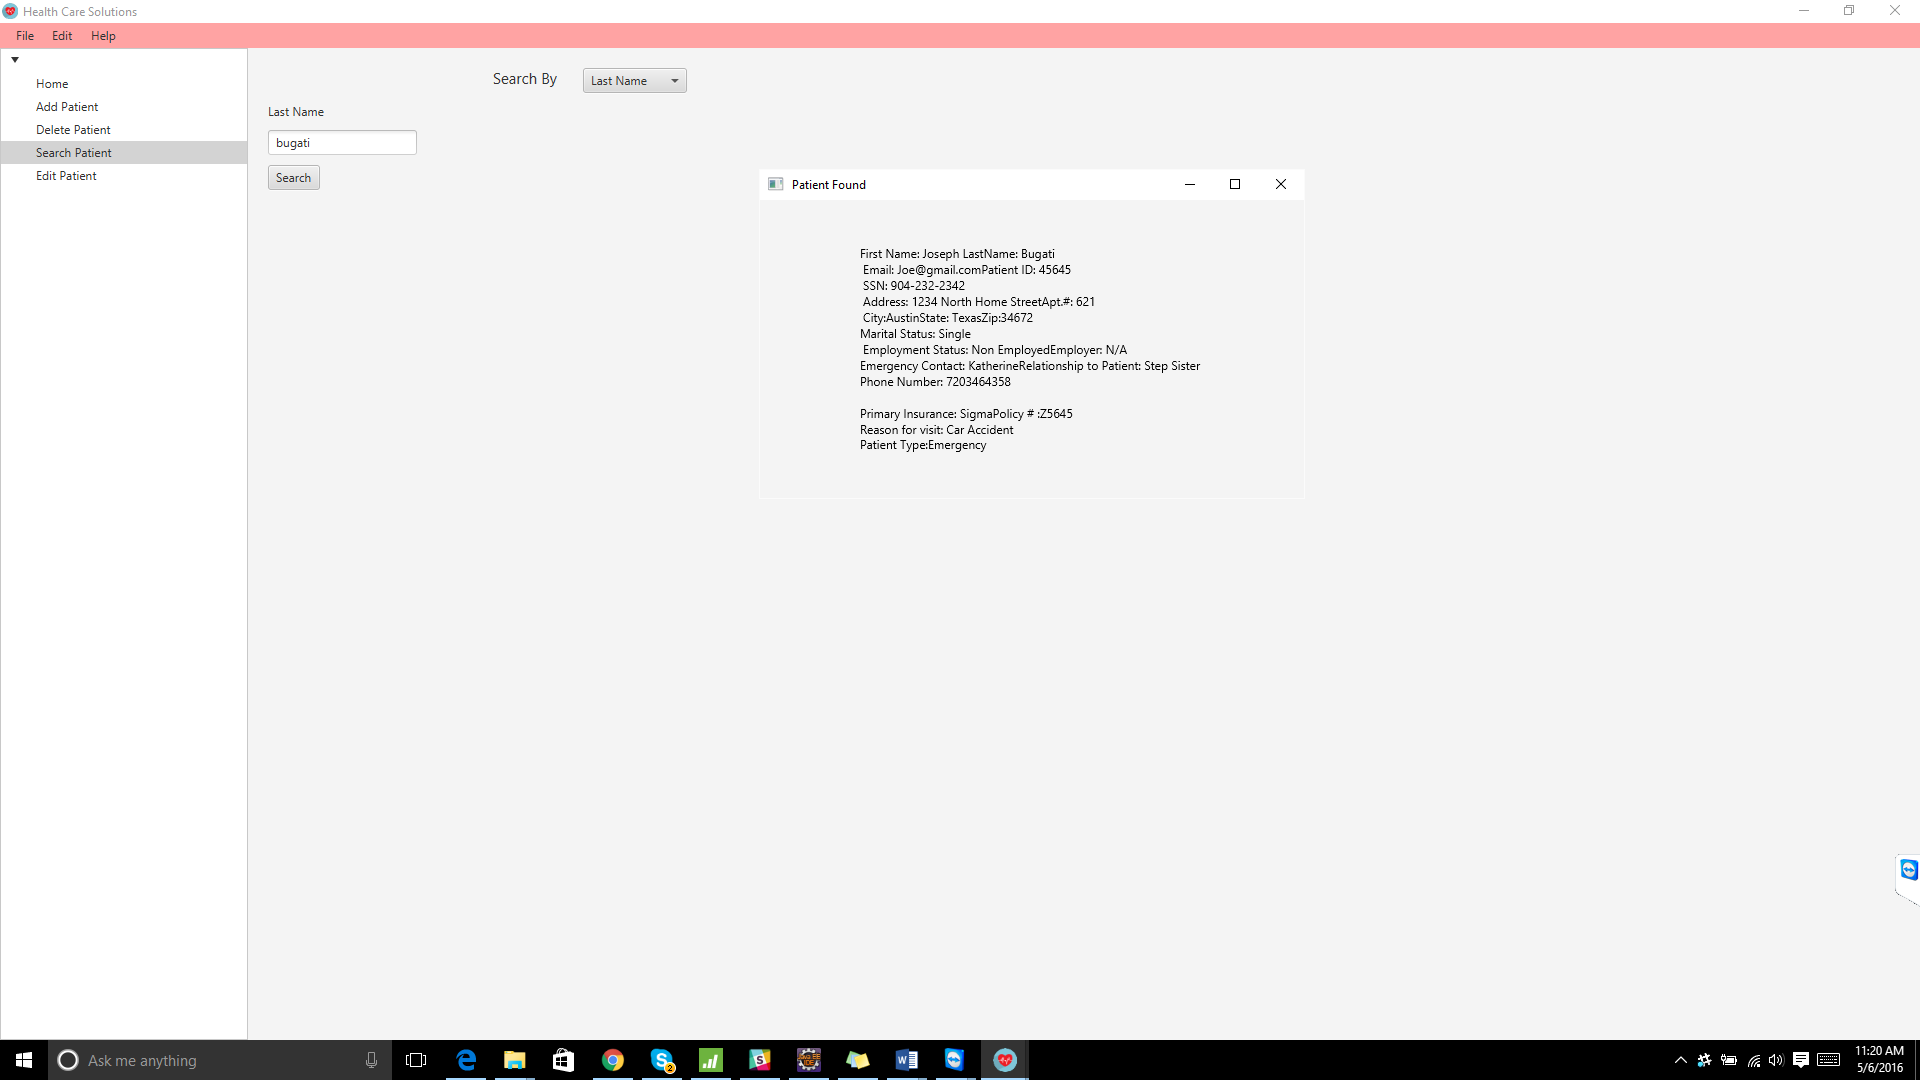 Health Care Solutions
File Edit Help
Home
Add Patient
Delete Patient
Search Patient
Edit Patient
Search By Last Name
Last Name
bugati
Search
Patient Found
First Name: Joseph LastName: Bugati
Email: Joe@gmail.comPatient ID: 45645
SSN: 904-232-2342
Address: 1234 North Home StreetApt.#: 621
City:AustinState: TexasZip:34672
Marital Status: Single
Employment Status: Non EmployedEmployer: N/A
Emergency Contact: KatherineRelationship to Patient: Step Sister
Phone Number: 7203464358
Primary Insurance: SigmaPolicy # :Z5645
Reason for visit: Car Accident
Patient Type:Emergency
Ask me anything
2
11:20 AM
5/6/2016